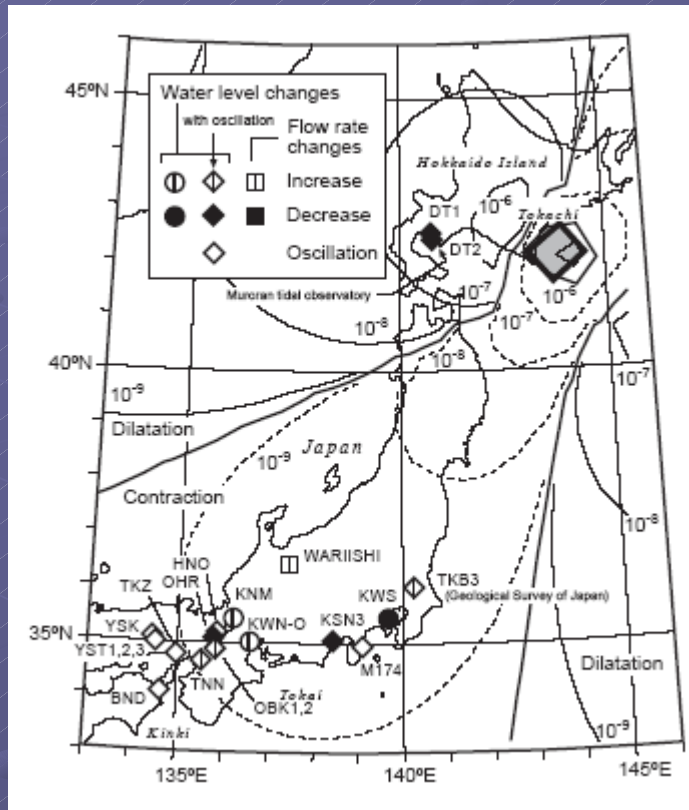 45ºN
Water level changes
with oscillation
Flow rate
changes
Increase
Decrease
Oscillation
Hokkaido Island
DT1
10-6
Tokachi
DT2
10-6
Muroran tidal observatory
10-7
10-7
10-8
10-8
40ºN
10-7
10-9
Dilatation
Japan
10-9
Contraction
10-8
HNO
WARIISHI
TKZ
OHR
KNM
KWS
TKB3
(Geological Survey of Japan)
YSK
KWN-O
KSN3
35ºN
YST1,2,3
M174
Dilatation
TNN
Tokai
BND
OBK1,2
Kinki
10-9
135ºE
140ºE
145ºE